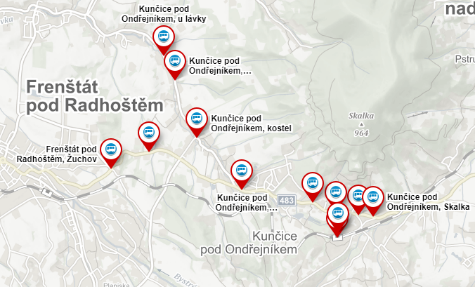 Kunčice pod
Ondřejníkem, u lávky
nad
Kunčice pod
Ondřejníkem,...
Pstru
Frenštát
pod Radhoštěm
Kunčice pod
Ondřejníkem, kostel
Skalka
964
Frenštát pod
Radhoštěm, Žuchov
Kunčice pod
Ondřejníkem,...
483
Kunčice pod
Ondřejníkem, Skalka
Kunčice
pod Ondřejníkem